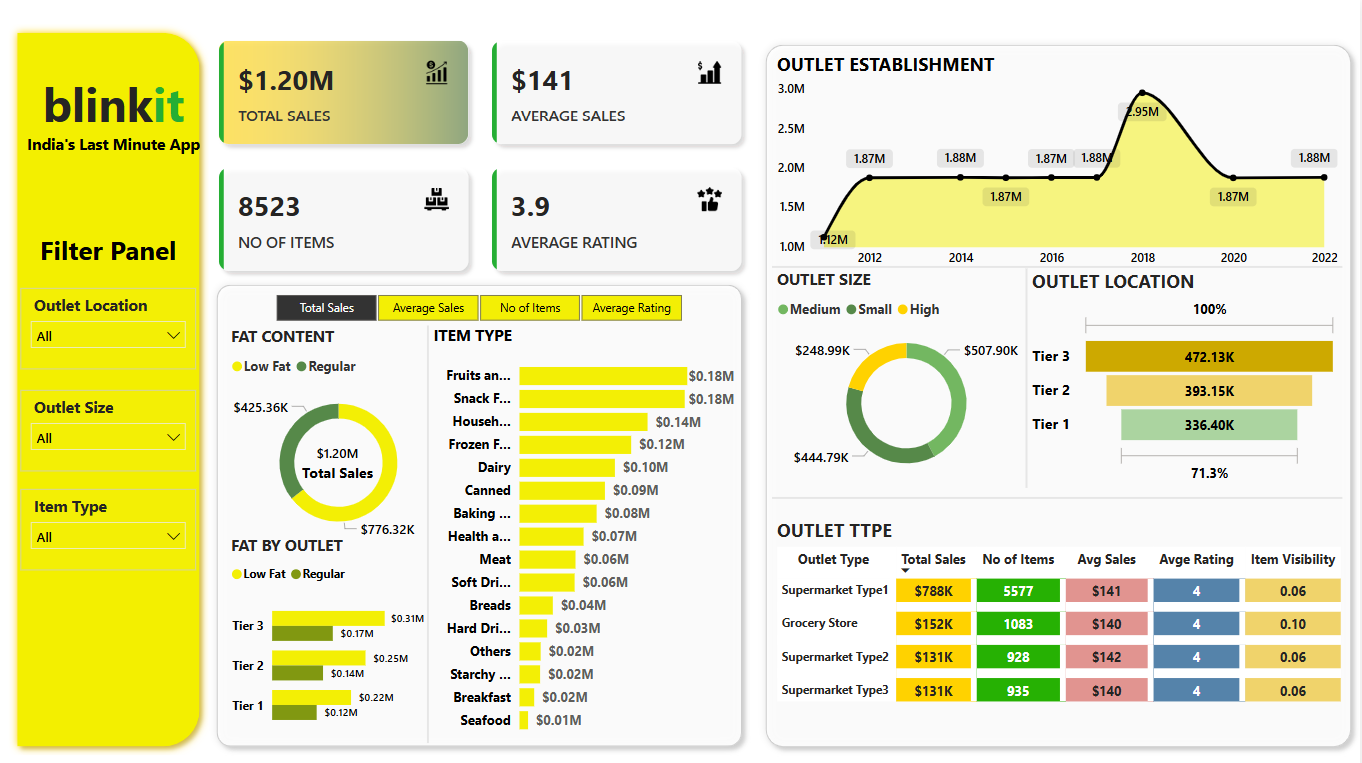 blinkit
India's Last Minute App
Filter Panel
Outlet Location
All
Outlet Size
All
Item Type
All
$1.20M
TOTAL SALES
$141
AVERAGE SALES
8523
NO OF ITEMS
3.9
AVERAGE RATING
Total Sales Average Sales No of Items Average Rating
FAT CONTENT
Low Fat Regular
$425.36K
$1.20M
Total Sales
$776.32K
FAT BY OUTLET
Low Fat Regular
Tier 3 $0.31M
$0.17M
Tier 2 $0.25M
$0.14M
Tier 1 $0.22M
$0.12M
ITEM TYPE
Fruits an... $0.18M
Snack F... $0.18M
Househ... $0.14M
Frozen F... $0.12M
Dairy $0.10M
Canned $0.09M
Baking ... $0.08M
Health a... $0.07M
Meat $0.06M
Soft Dri... $0.06M
Breads $0.04M
Hard Dri... $0.03M
Others $0.02M
Starchy ... $0.02M
Breakfast $0.02M
Seafood $0.01M
OUTLET ESTABLISHMENT
3.0M
2.5M
2.0M
1.5M
1.0M
1.12M
1.87M
1.88M
1.87M
1.87M
1.88M
2.95M
1.87M
1.88M
2012 2014 2016 2018 2020 2022
OUTLET SIZE
Medium Small High
$248.99K
$507.90K
$444.79K
OUTLET LOCATION
100%
Tier 3 472.13K
Tier 2 393.15K
Tier 1 336.40K
71.3%
OUTLET TTPE
Outlet Type Total Sales No of Items Avg Sales Avge Rating Item Visibility
Supermarket Type1 $788K 5577 $141 4 0.06
Grocery Store $152K 1083 $140 4 0.10
Supermarket Type2 $131K 928 $142 4 0.06
Supermarket Type3 $131K 935 $140 4 0.06